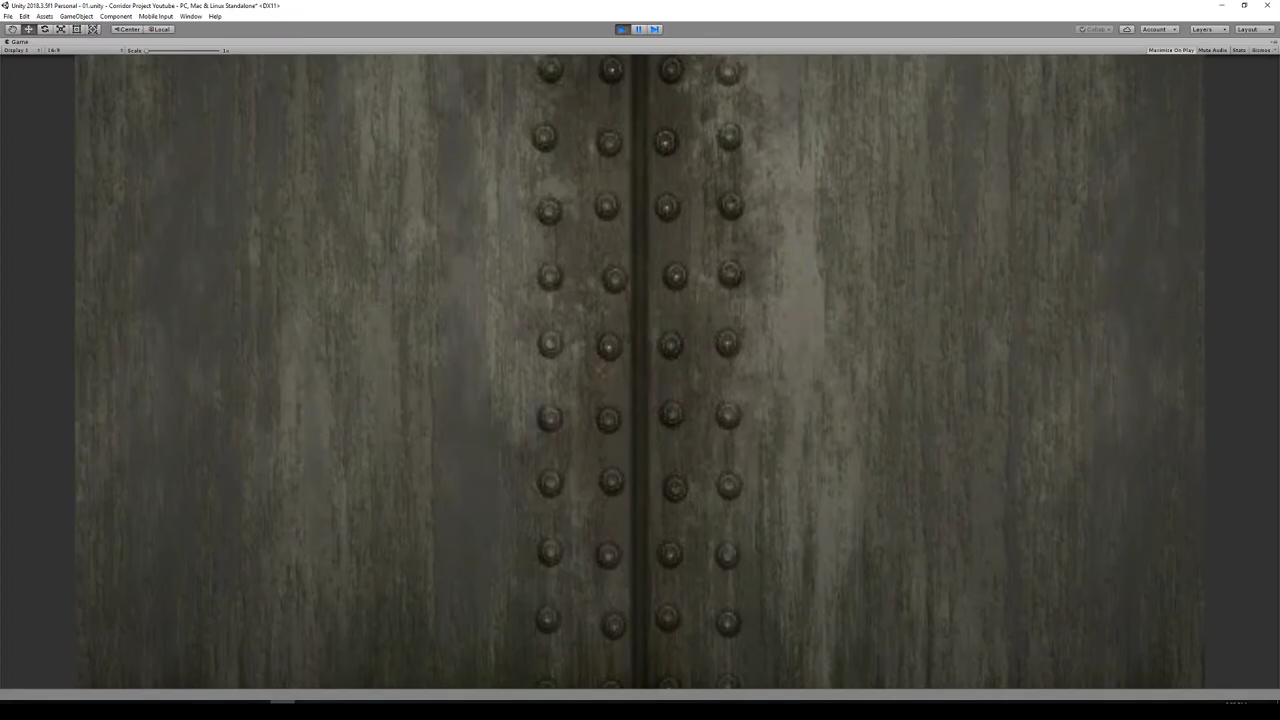 Unity 2018.3.5f1 Personal - 01.unity - Corridor Project Youtube - PC, Mac & Linux Standalone* <DX11>
File Edit Assets GameObject Component Mobile Input Window Help
Center Local Collab Account Layers Layout
Game
Display 1 16:9 Scale 1x Maximize On Play Mute Audio Stats Gizmos